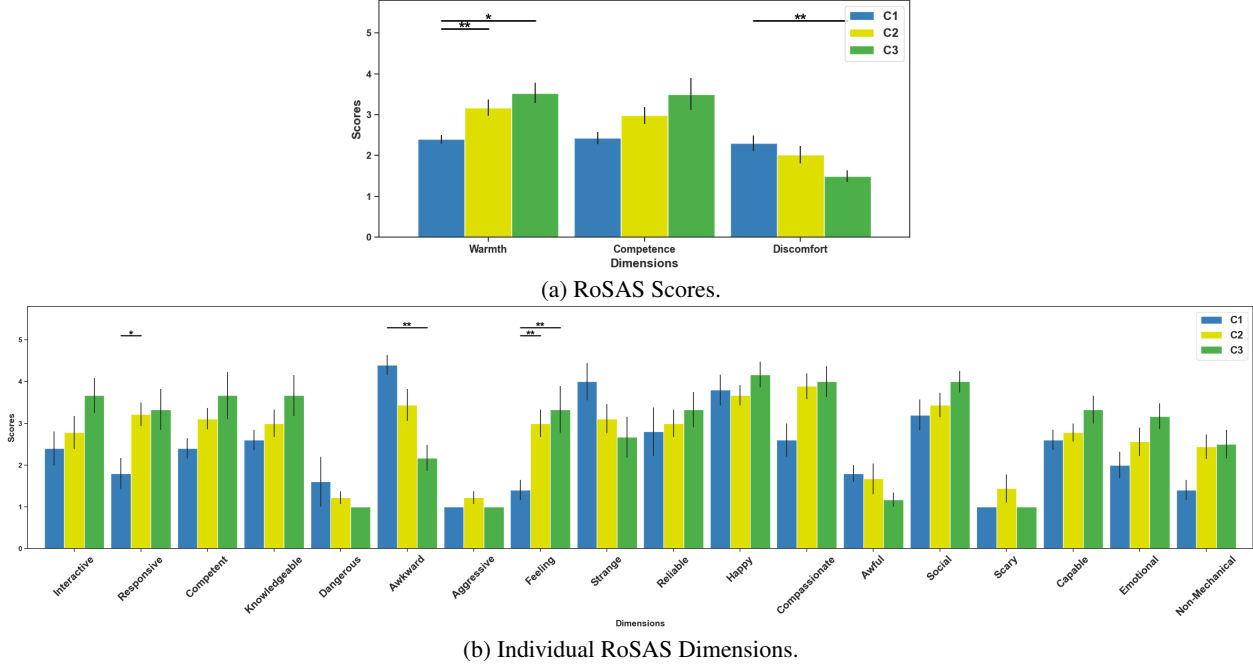 *
**
**
C1
C2
C3
5
4
3
2
1
0
Scores
Warmth
Competence
Discomfort
Dimensions
(a) RoSAS Scores.
*
**
**
**
C1
C2
C3
5
4
3
2
1
0
Scores
Interactive
Responsive
Competent
Knowledgeable
Dangerous
Awkward
Aggressive
Feeling
Strange
Reliable
Happy
Compassionate
Awful
Social
Scary
Capable
Emotional
Non-Mechanical
Dimensions
(b) Individual RoSAS Dimensions.